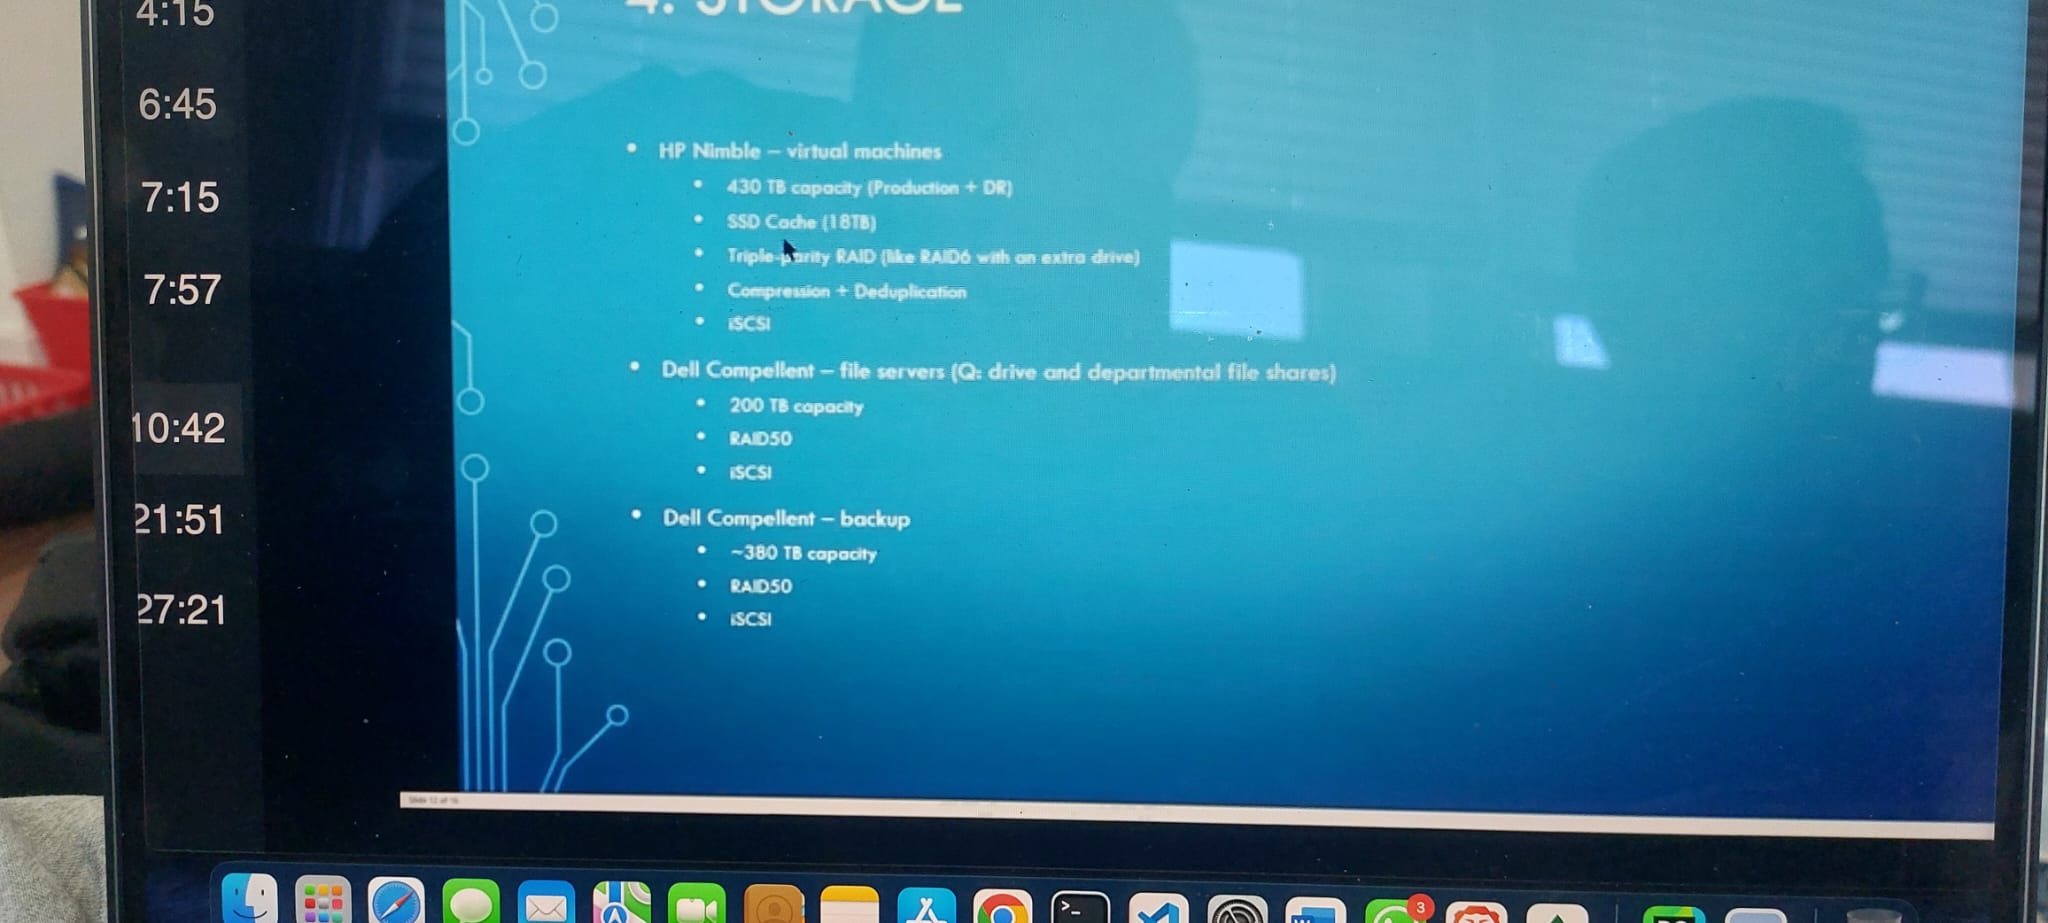 4:15
6:45
7:15
7:57
10:42
21:51
27:21
4. STORAGE
• HP Nimble – virtual machines
• 430 TB capacity (Production + DR)
• SSD Cache (18TB)
• Triple-parity RAID (like RAID6 with an extra drive)
• Compression + Deduplication
• iSCSI
• Dell Compellent – file servers (Q: drive and departmental file shares)
• 200 TB capacity
• RAID50
• iSCSI
• Dell Compellent – backup
• ~380 TB capacity
• RAID50
• iSCSI
3